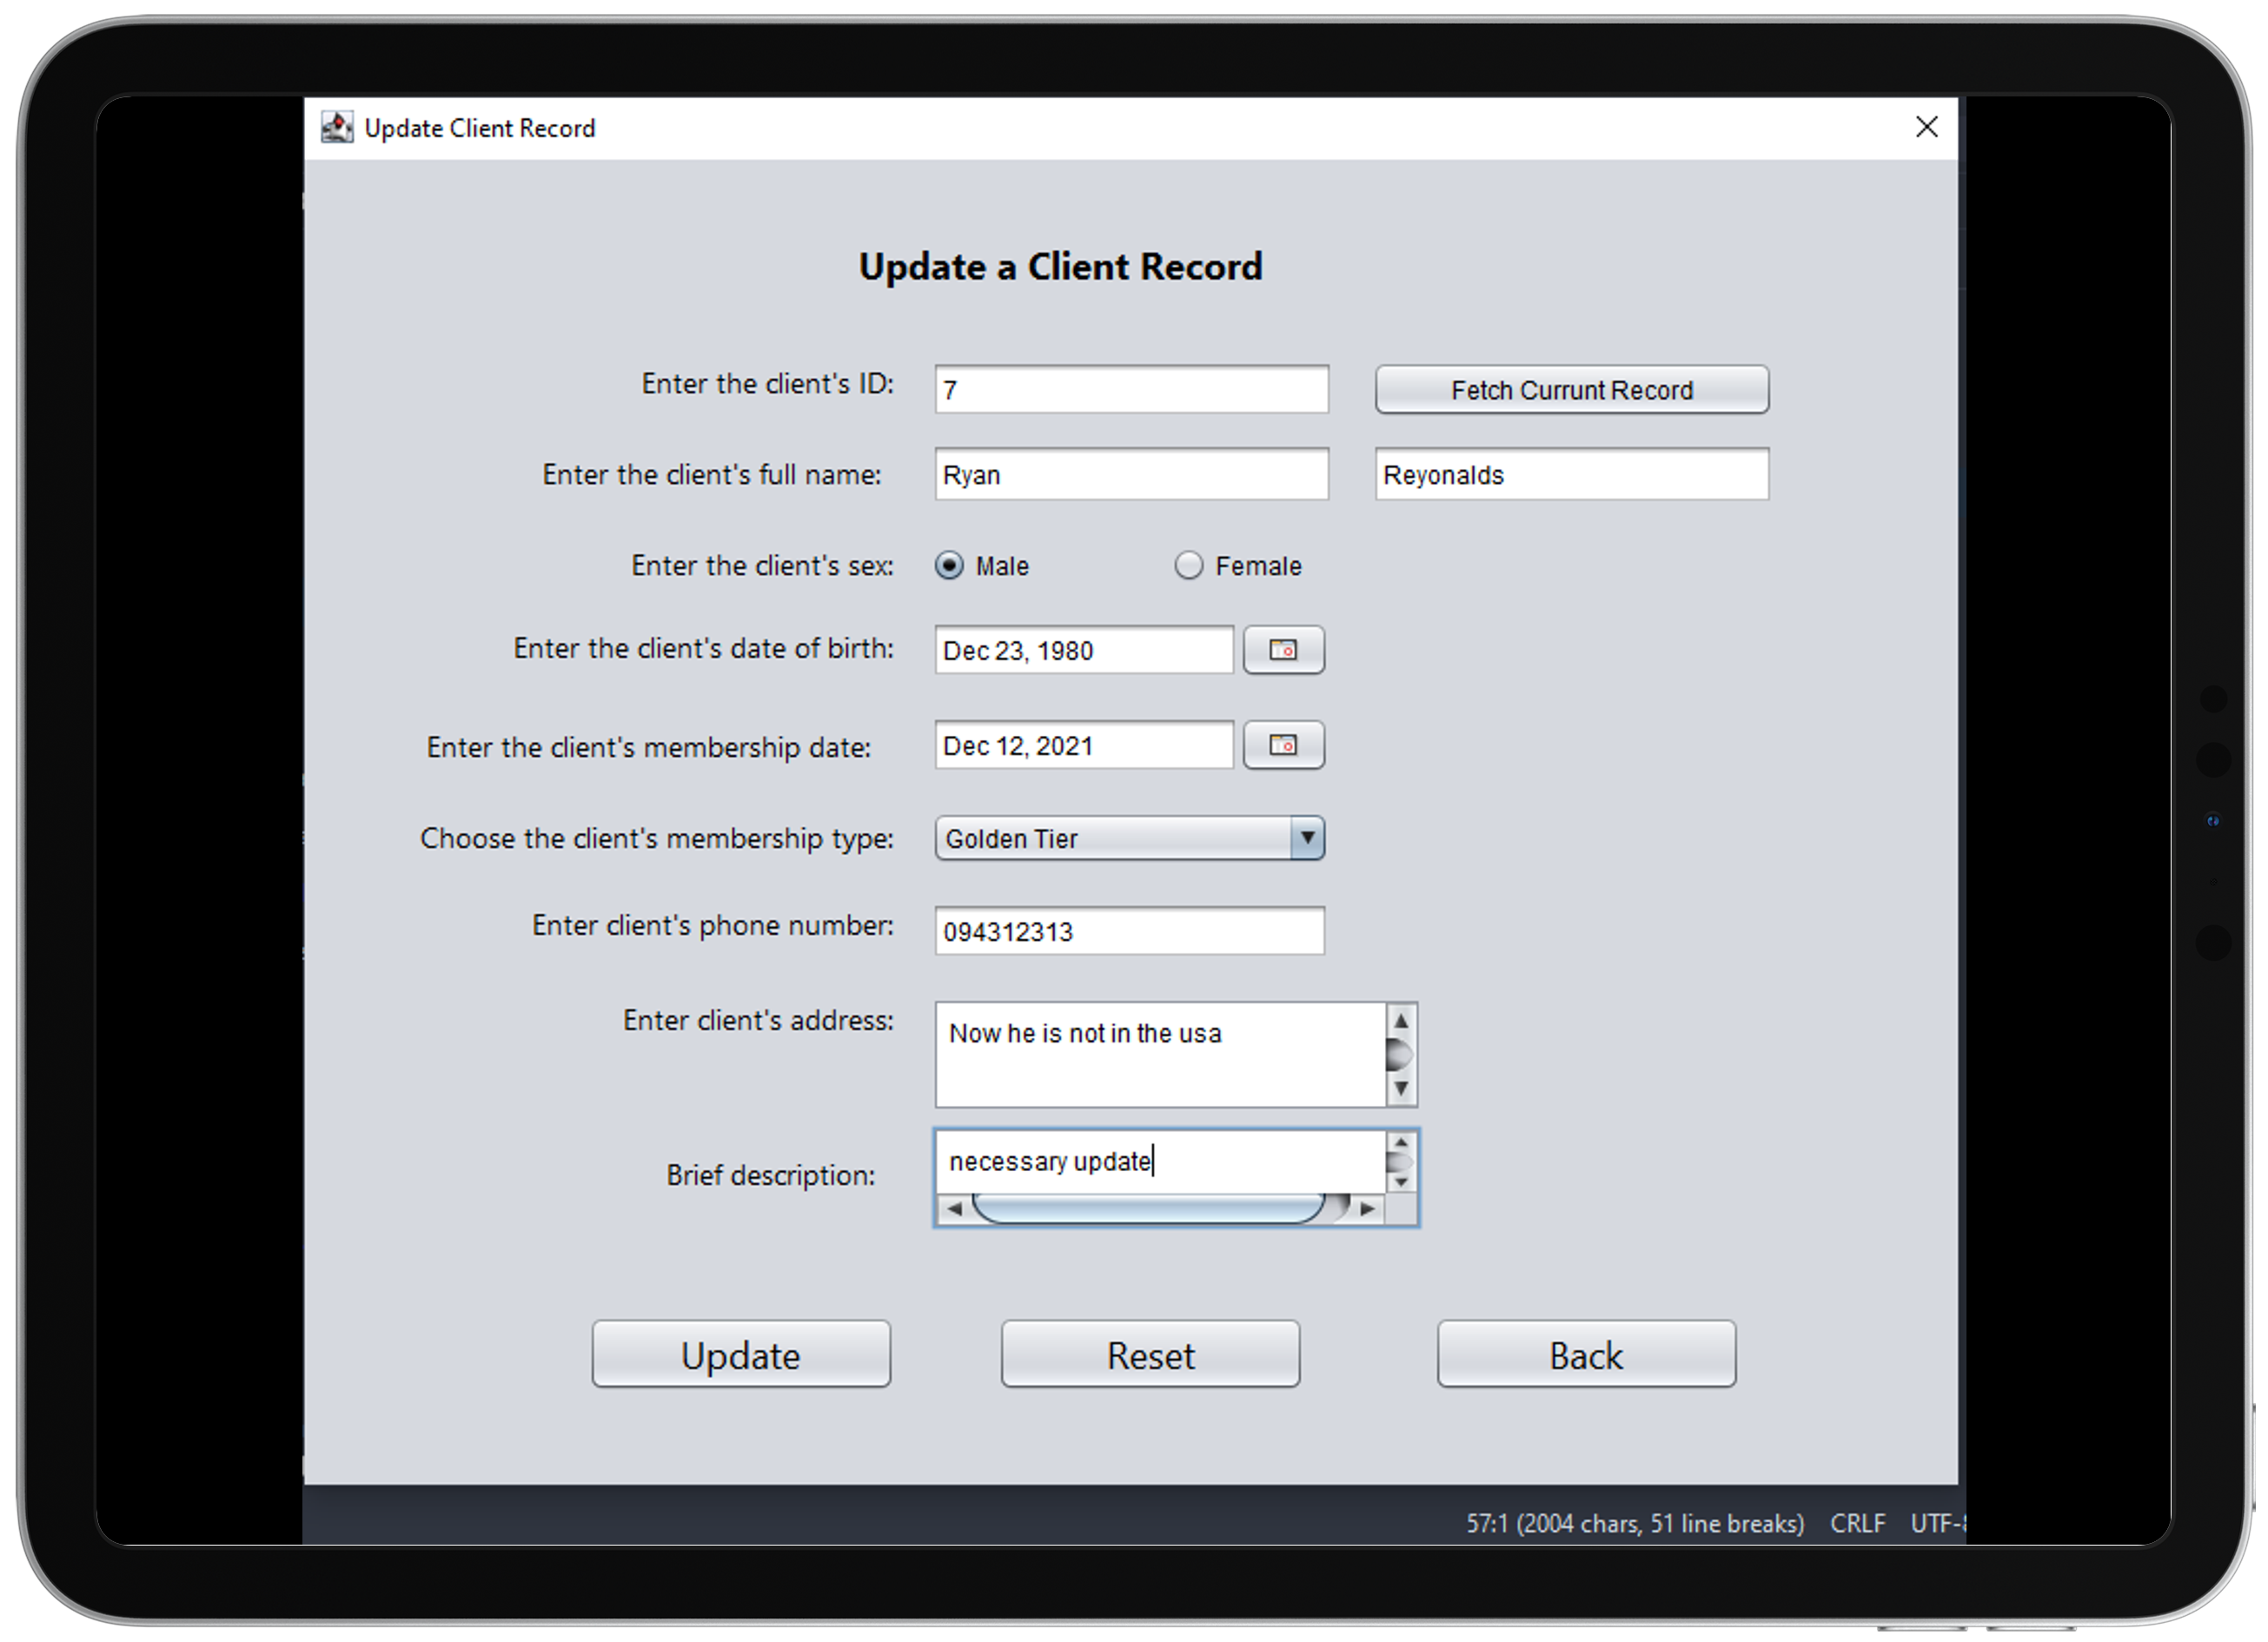 Update Client Record
Update a Client Record
Enter the client's ID: 7 Fetch Currunt Record
Enter the client's full name: Ryan Reyonalds
Enter the client's sex: Male Female
Enter the client's date of birth: Dec 23, 1980
Enter the client's membership date: Dec 12, 2021
Choose the client's membership type: Golden Tier
Enter client's phone number: 094312313
Enter client's address: Now he is not in the usa
Brief description: necessary update
Update Reset Back
57:1 (2004 chars, 51 line breaks) CRLF UTF-